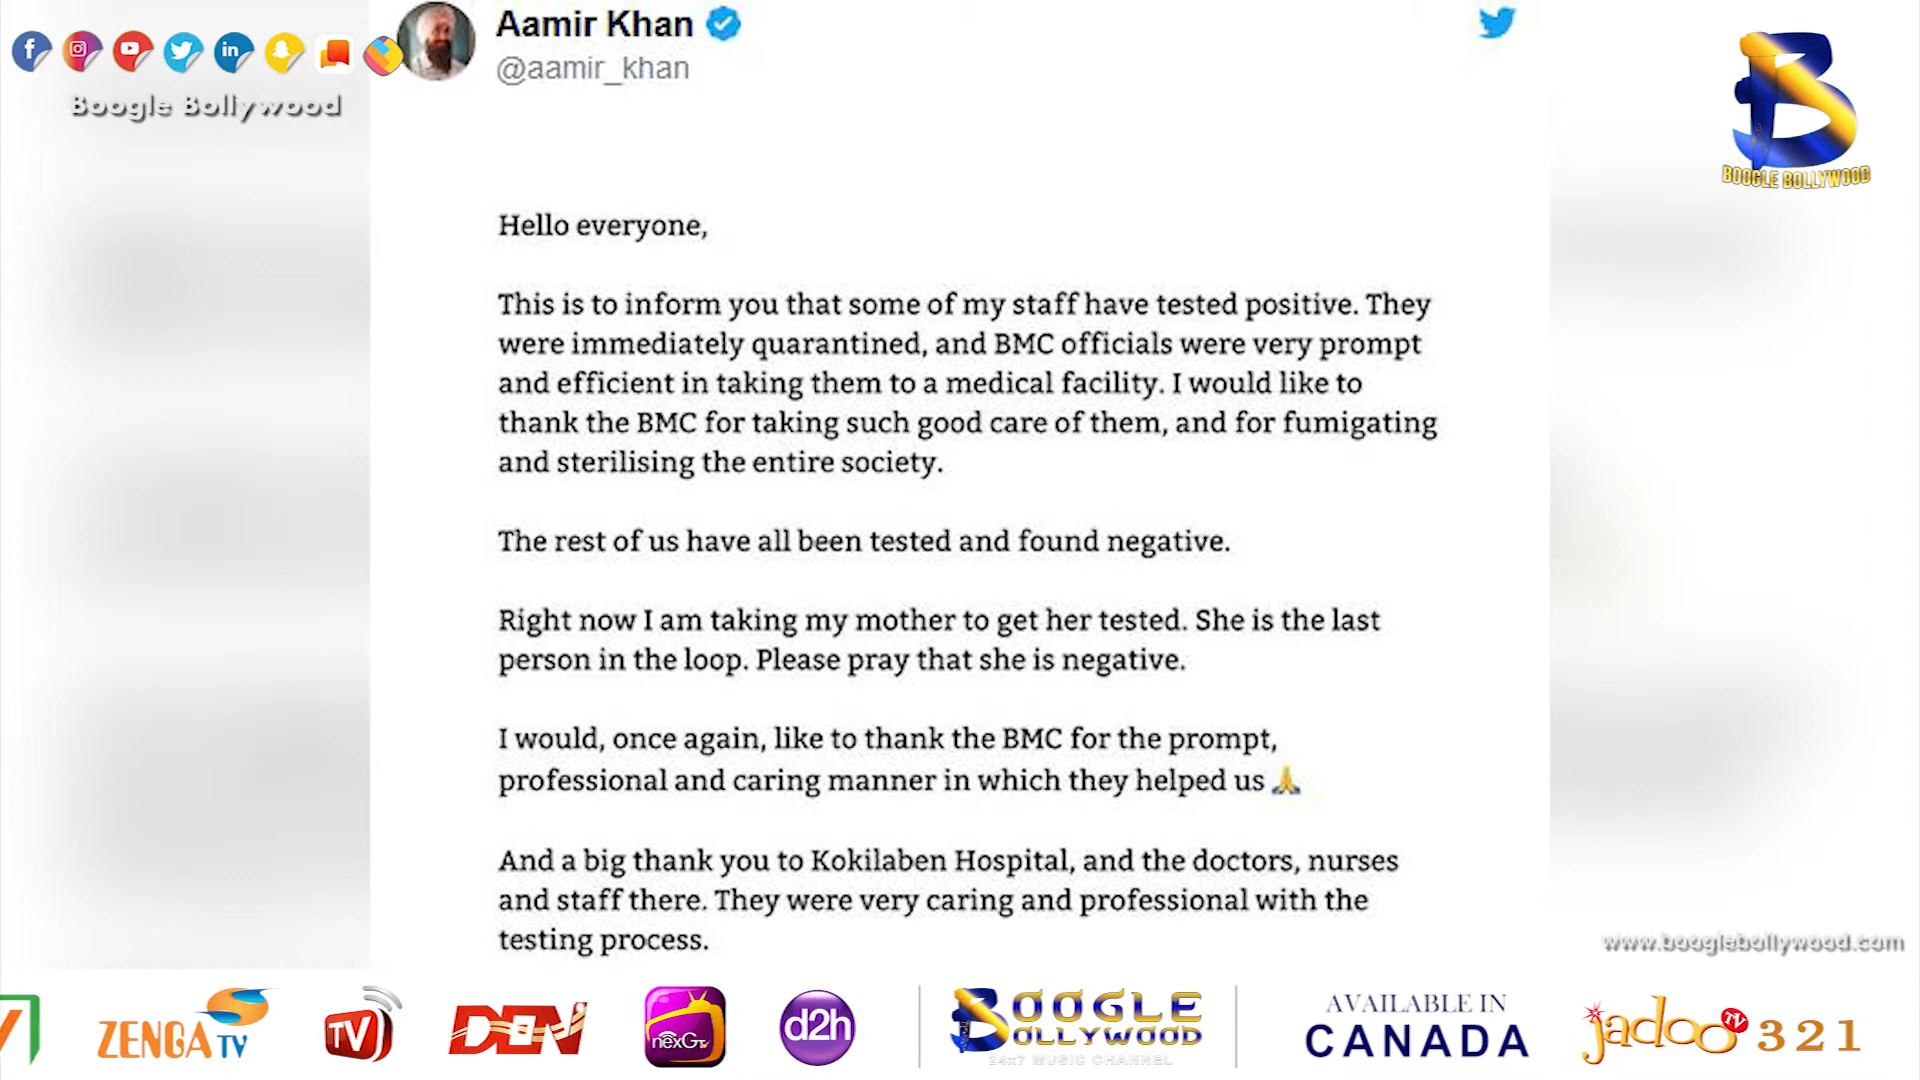 Aamir Khan
@aamir_khan
Boogle Bollywood
BOOGLE BOLLYWOOD
Hello everyone,
This is to inform you that some of my staff have tested positive. They
were immediately quarantined, and BMC officials were very prompt
and efficient in taking them to a medical facility. I would like to
thank the BMC for taking such good care of them, and for fumigating
and sterilising the entire society.
The rest of us have all been tested and found negative.
Right now I am taking my mother to get her tested. She is the last
person in the loop. Please pray that she is negative.
I would, once again, like to thank the BMC for the prompt,
professional and caring manner in which they helped us🙏
And a big thank you to Kokilaben Hospital, and the doctors, nurses
and staff there. They were very caring and professional with the
testing process.
www.booglebollywood.com
ZENGA TV
TV
DEN
nexGTv
d2h
BOOGLE
BOLLYWOOD
24x7 MUSIC CHANNEL
AVAILABLE IN
CANADA
jadoo TV 321